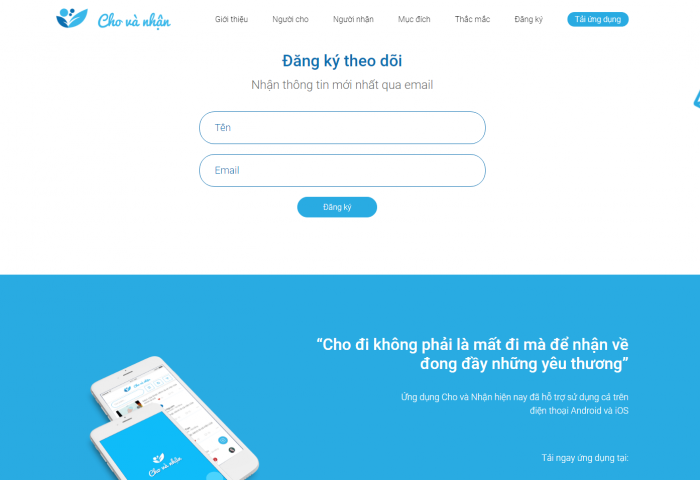 Cho và nhận
Giới thiệu
Người cho
Người nhận
Mục đích
Thắc mắc
Đăng ký
Tải ứng dụng
Đăng ký theo dõi
Nhận thông tin mới nhất qua email
Tên
Email
Đăng ký
“Cho đi không phải là mất đi mà để nhận về
đong đầy những yêu thương”
Ứng dụng Cho và Nhận hiện nay đã hỗ trợ sử dụng cả trên
điện thoại Android và iOS
Tải ngay ứng dụng tại:
Cho và nhận
Cho và nhận